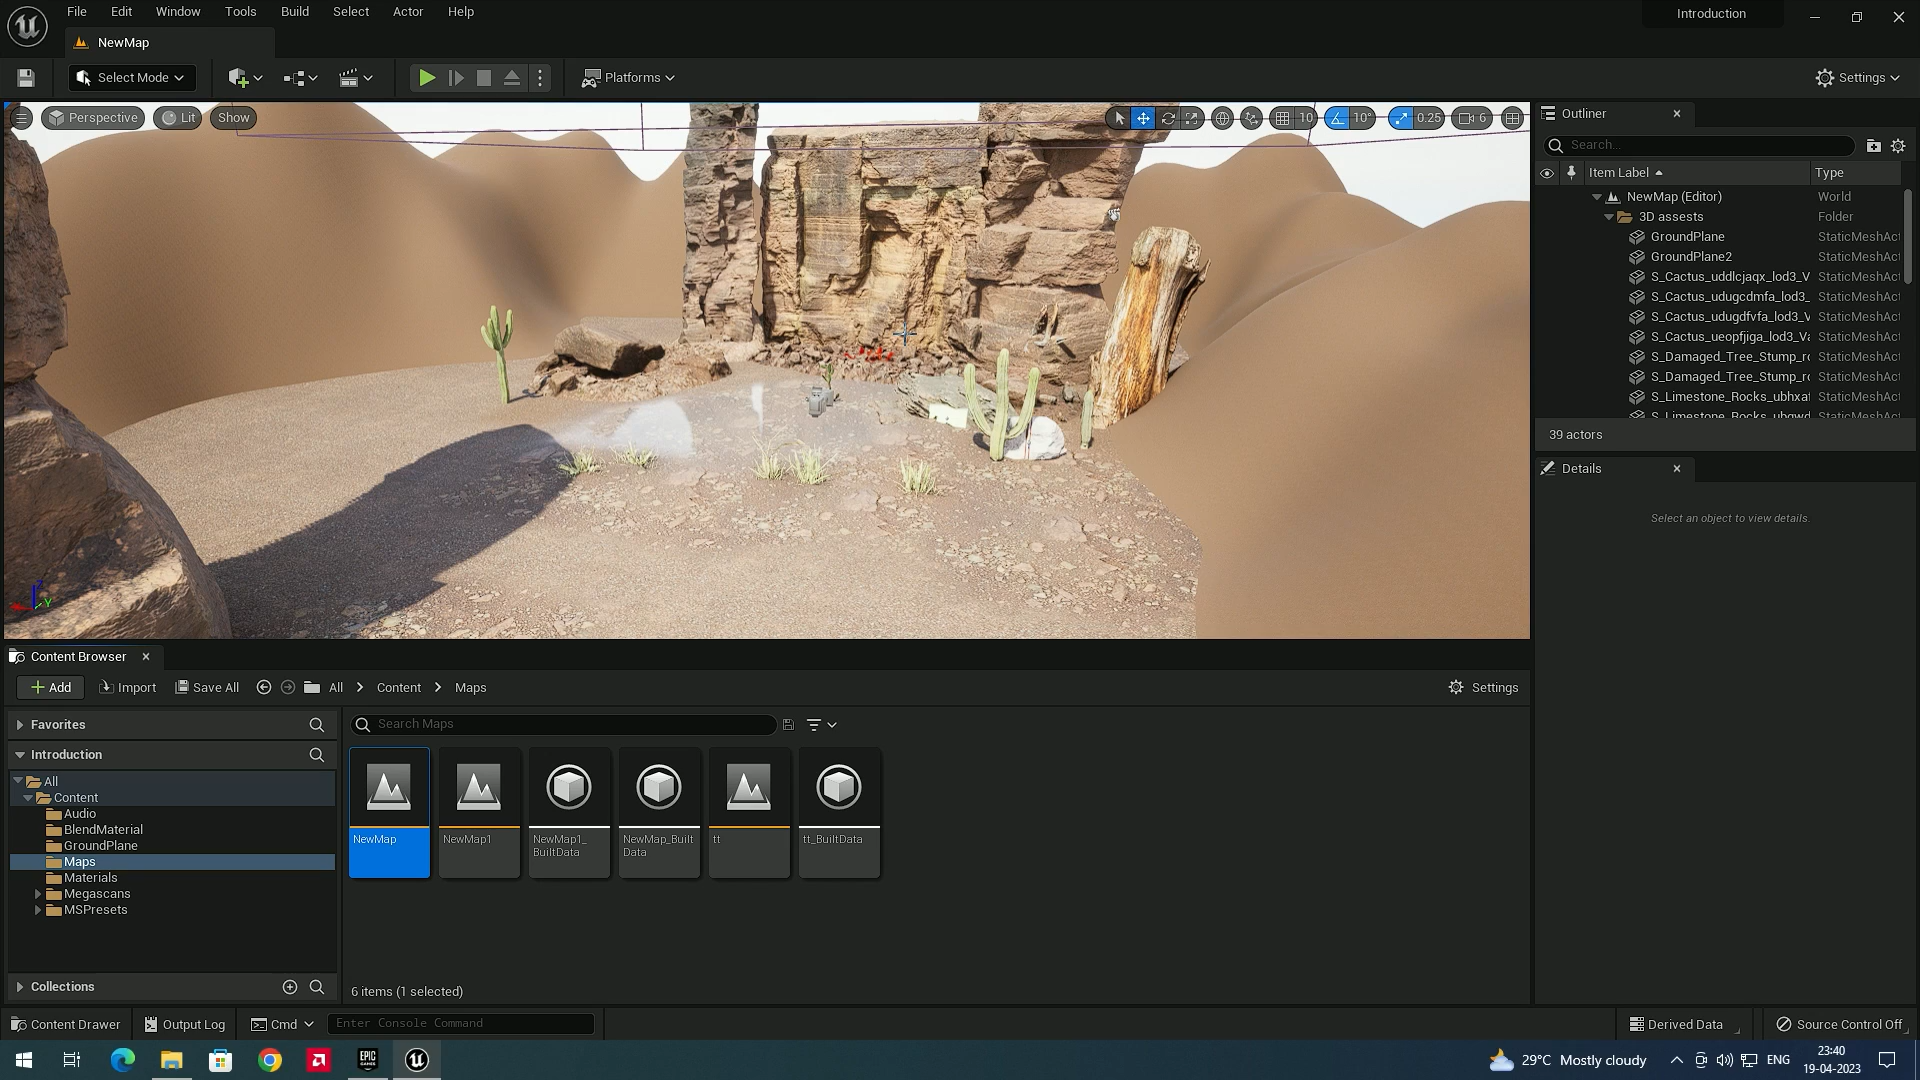 File Edit Window Tools Build Select Actor Help
Introduction
NewMap
Select Mode
Platforms
Settings
Perspective Lit Show
10 10° 0.25 6
Outliner
Search...
Item Label Type
NewMap (Editor) World
3D assests Folder
GroundPlane StaticMeshAct
GroundPlane2 StaticMeshAct
S_Cactus_uddlcjaqx_lod3_V StaticMeshAct
S_Cactus_udugcdmfa_lod3_ StaticMeshAct
S_Cactus_udugdfvfa_lod3_V StaticMeshAct
S_Cactus_ueopfjiga_lod3_Va StaticMeshAct
S_Damaged_Tree_Stump_rc StaticMeshAct
S_Damaged_Tree_Stump_rc StaticMeshAct
S_Limestone_Rocks_ubhxa StaticMeshAct
39 actors
Details
Select an object to view details.
Content Browser
Add Import Save All All Content Maps Settings
Favorites
Search Maps
Introduction
All
Content
Audio
BlendMaterial
GroundPlane
Maps
Materials
Megascans
MSPresets
Collections
NewMap
NewMap1
NewMap1_
BuiltData
NewMap_Built
Data
tt
tt_BuiltData
6 items (1 selected)
Content Drawer Output Log Cmd Enter Console Command
Derived Data Source Control Off
EPIC
GAMES
29°C Mostly cloudy
ENG
23:40
19-04-2023